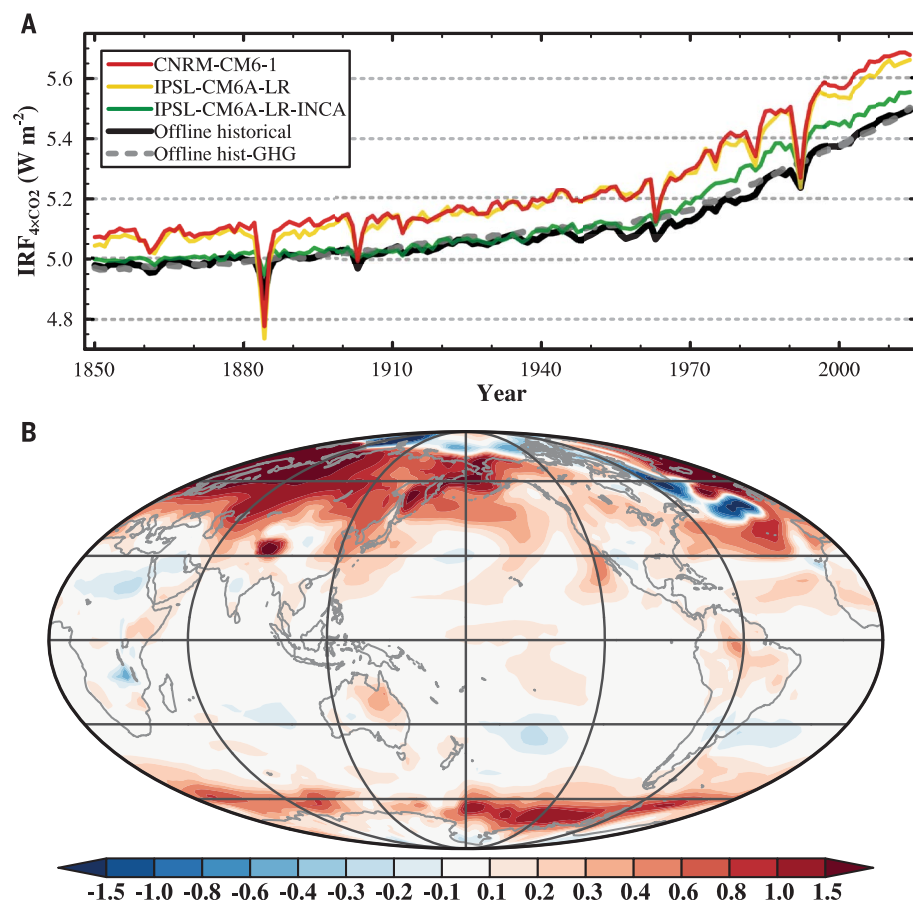 A
CNRM-CM6-1
IPSL-CM6A-LR
IPSL-CM6A-LR-INCA
Offline historical
Offline hist-GHG
IRF4×CO2 (W m-2)
5.6
5.4
5.2
5.0
4.8
1850 1880 1910 1940 1970 2000
Year
B
-1.5 -1.0 -0.8 -0.6 -0.4 -0.3 -0.2 -0.1 0.1 0.2 0.3 0.4 0.6 0.8 1.0 1.5